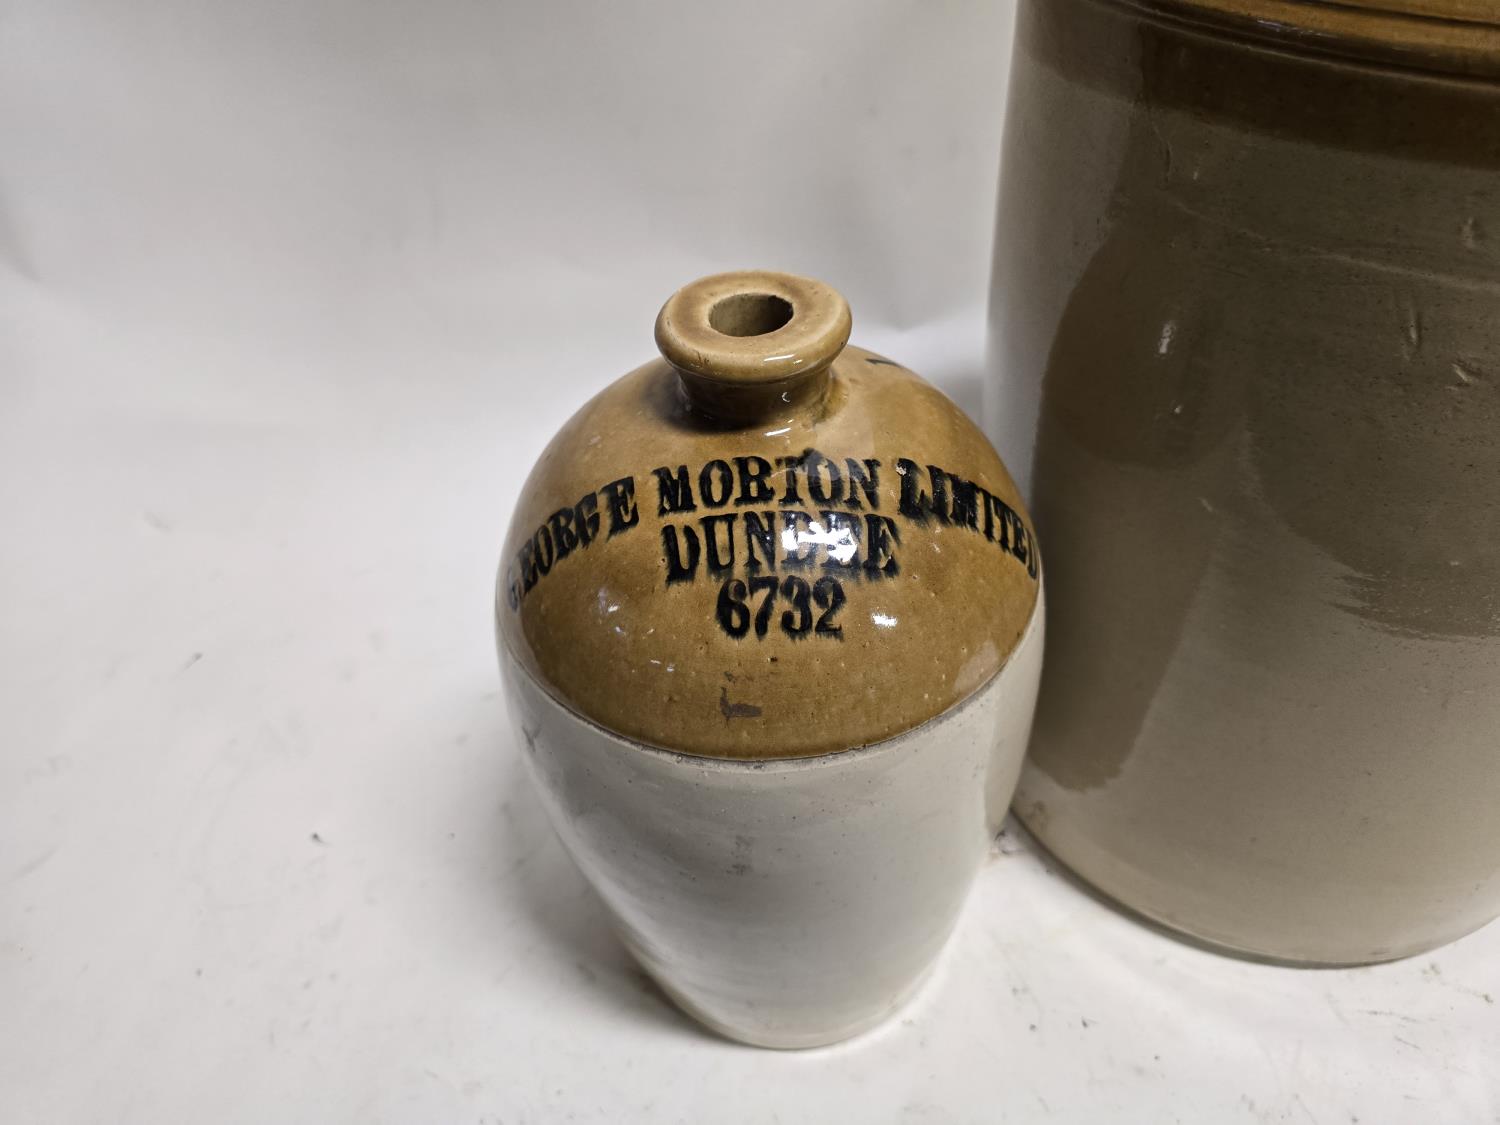 GEORGE MORTON LIMITED
DUNDEE
6732